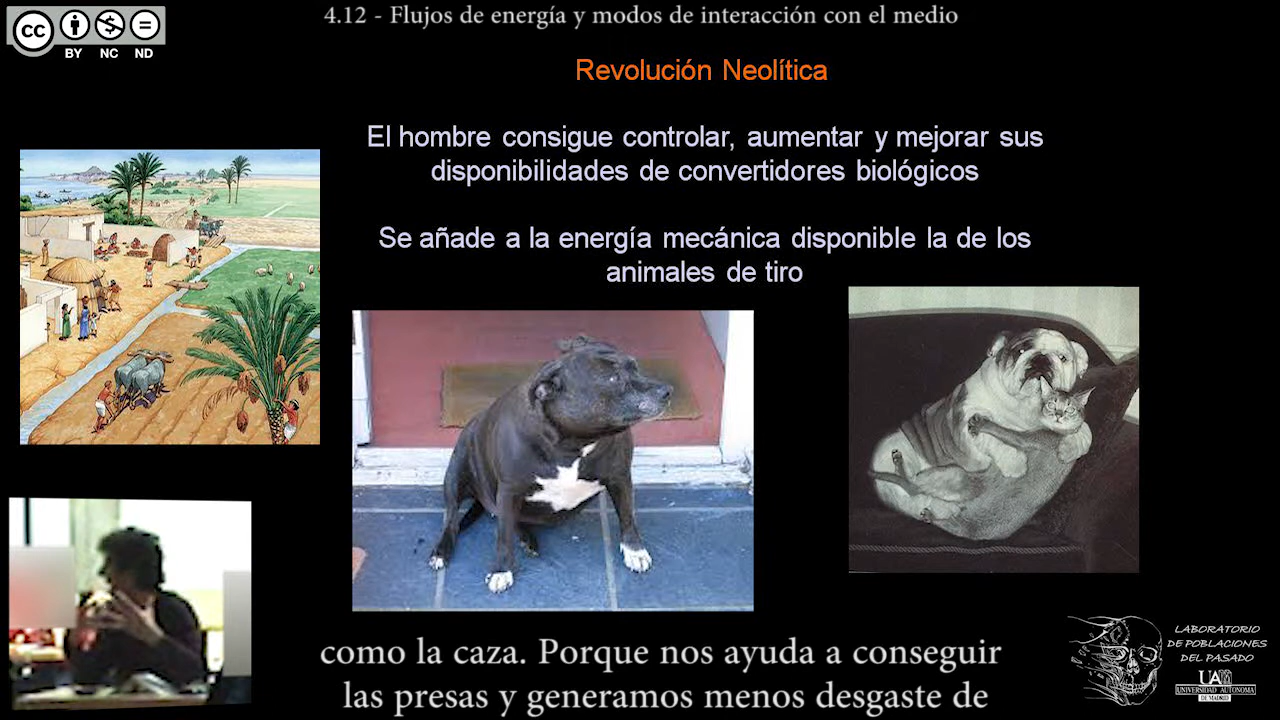 4.12 - Flujos de energía y modos de interacción con el medio
CC
BY NC ND
Revolución Neolítica
El hombre consigue controlar, aumentar y mejorar sus
disponibilidades de convertidores biológicos
Se añade a la energía mecánica disponible la de los
animales de tiro
como la caza. Porque nos ayuda a conseguir
las presas y generamos menos desgaste de
LABORATORIO
DE POBLACIONES
DEL PASADO
UAM
UNIVERSIDAD AUTONOMA
DE MADRID